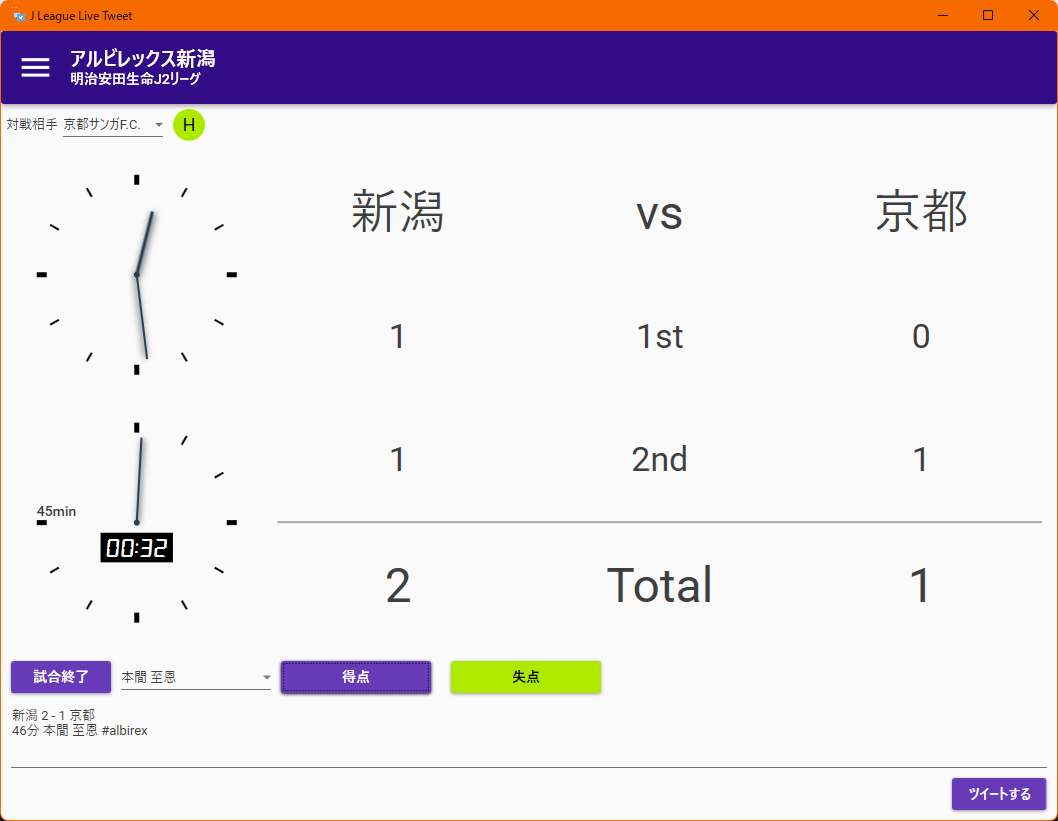 J League Live Tweet
アルビレックス新潟
明治安田生命J2リーグ
対戦相手 京都サンガF.C. H
新潟 vs 京都
1 1st 0
1 2nd 1
45min
00:32
2 Total 1
試合終了 本間 至恩 得点 失点
新潟 2 - 1 京都
46分 本間 至恩 #albirex
ツイートする